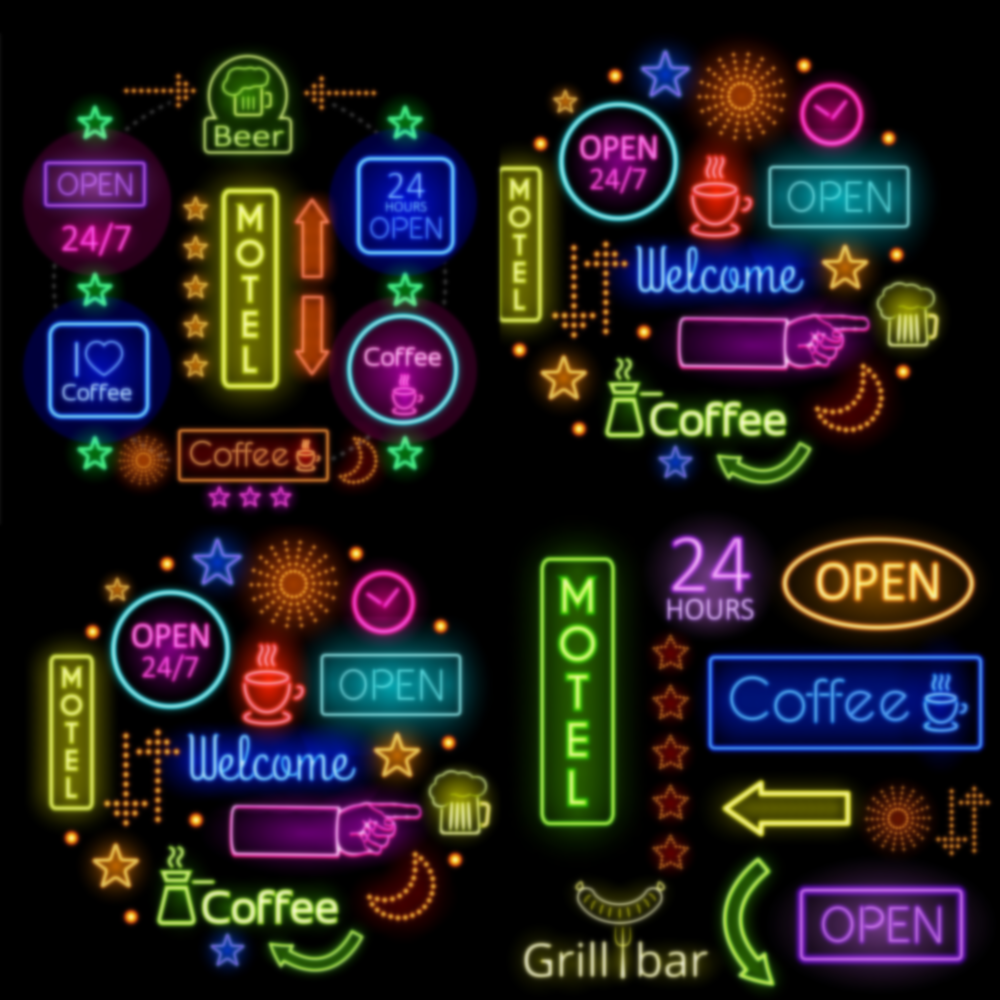 Beer
OPEN
24/7
MOTEL
24
HOURS
OPEN
I
Coffee
Coffee
Coffee
OPEN
24/7
MOTEL
OPEN
Welcome
Coffee
OPEN
24/7
MOTEL
OPEN
Welcome
Coffee
MOTEL
24
HOURS
OPEN
Coffee
OPEN
Grill bar